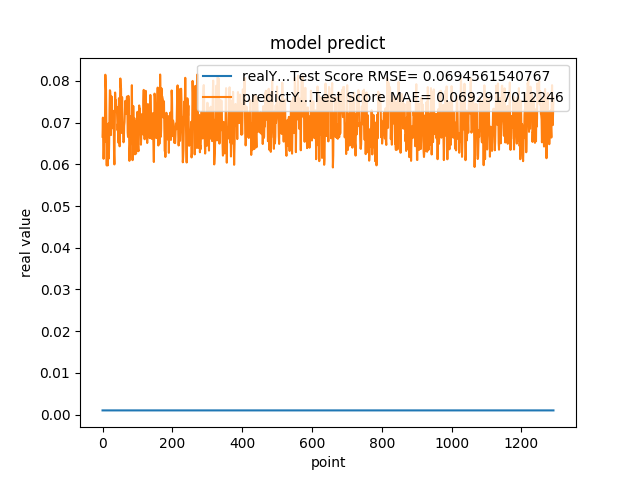 model predict
realY...Test Score RMSE= 0.0694561540767
predictY...Test Score MAE= 0.0692917012246
0.08
0.07
0.06
0.05
0.04
0.03
0.02
0.01
0.00
real value
0 200 400 600 800 1000 1200
point